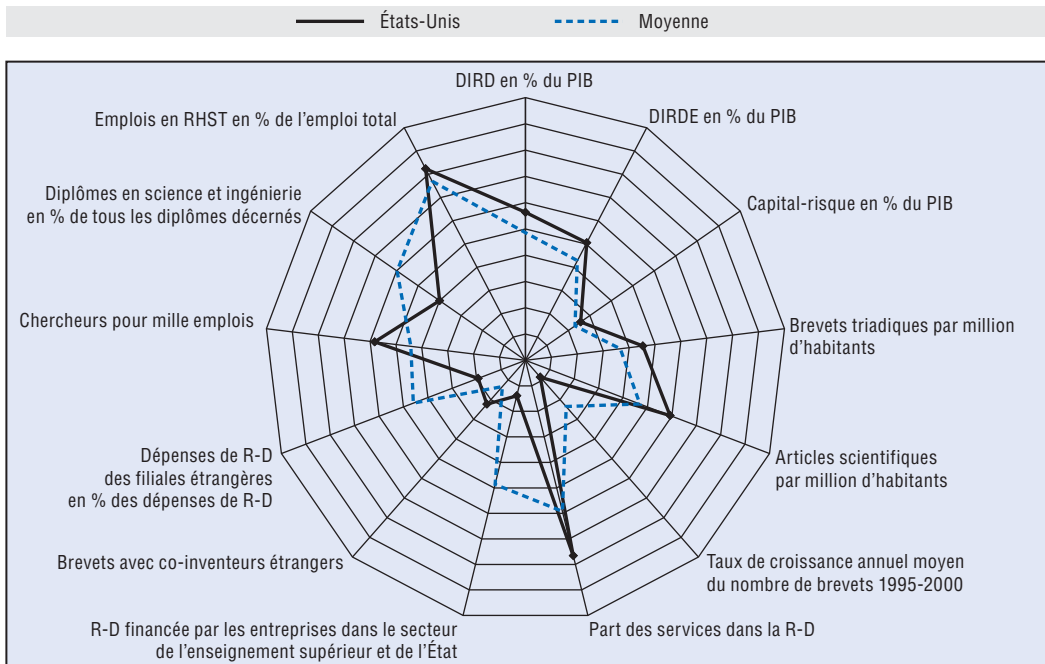 États-Unis
Moyenne
DIRD en % du PIB
DIRDE en % du PIB
Capital-risque en % du PIB
Brevets triadiques par million
d’habitants
Articles scientifiques
par million d’habitants
Taux de croissance annuel moyen
du nombre de brevets 1995-2000
Part des services dans la R-D
R-D financée par les entreprises dans le secteur
de l’enseignement supérieur et de l’État
Brevets avec co-inventeurs étrangers
Dépenses de R-D
des filiales étrangères
en % des dépenses de R-D
Chercheurs pour mille emplois
Diplômes en science et ingénierie
en % de tous les diplômes décernés
Emplois en RHST en % de l’emploi total